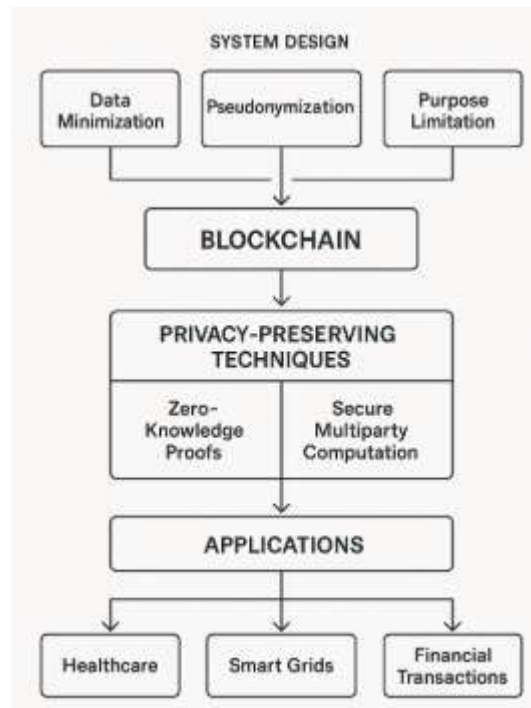 SYSTEM DESIGN
Data
Minimization
Pseudonymization
Purpose
Limitation
BLOCKCHAIN
PRIVACY-PRESERVING
TECHNIQUES
Zero-
Knowledge
Proofs
Secure
Multiparty
Computation
APPLICATIONS
Healthcare
Smart Grids
Financial
Transactions